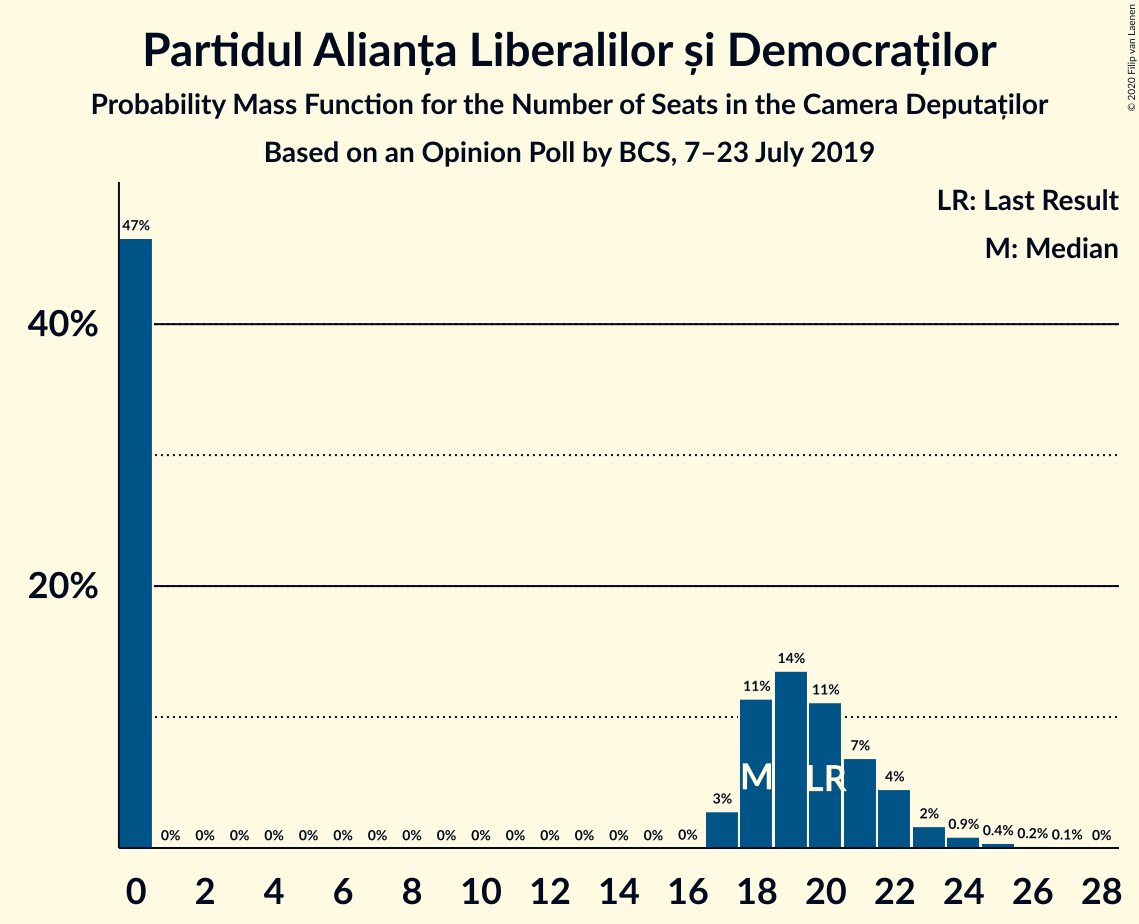 Partidul Alianța Liberalilor și Democraților
Probability Mass Function for the Number of Seats in the Camera Deputaților
Based on an Opinion Poll by BCS, 7–23 July 2019
© 2020 Filip van Laenen
LR: Last Result
M: Median
40%
20%
47%
0% 0% 0% 0% 0% 0% 0% 0% 0% 0% 0% 0% 0% 0% 0% 0% 3% 11% 14% 11% 7% 4% 2% 0.9% 0.4% 0.2% 0.1% 0%
M LR
0 2 4 6 8 10 12 14 16 18 20 22 24 26 28